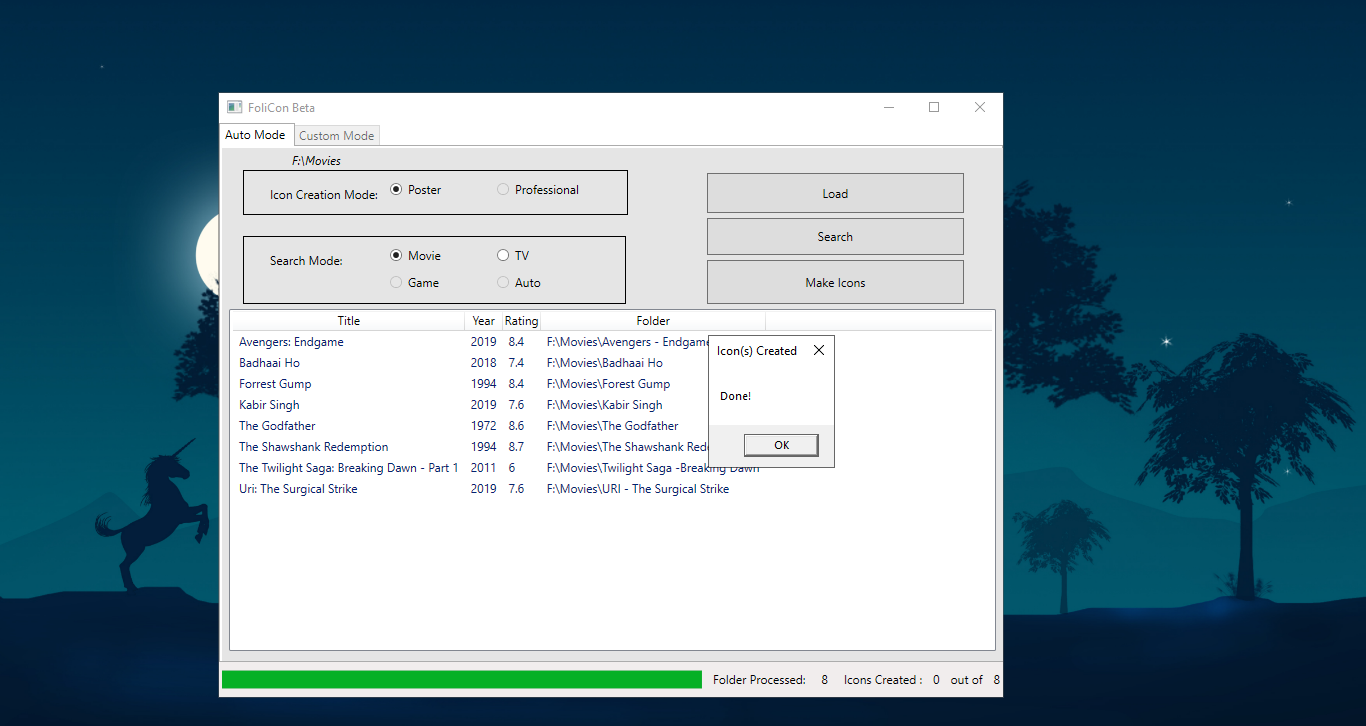 FoliCon Beta
Auto Mode Custom Mode
F:\Movies
Icon Creation Mode: Poster Professional
Load
Search Mode: Movie TV
Game Auto
Search
Make Icons
Title Year Rating Folder
Avengers: Endgame 2019 8.4 F:\Movies\Avengers - Endgame
Badhaai Ho 2018 7.4 F:\Movies\Badhaai Ho
Forrest Gump 1994 8.4 F:\Movies\Forest Gump
Kabir Singh 2019 7.6 F:\Movies\Kabir Singh
The Godfather 1972 8.6 F:\Movies\The Godfather
The Shawshank Redemption 1994 8.7 F:\Movies\The Shawshank Red
The Twilight Saga: Breaking Dawn - Part 1 2011 6 F:\Movies\Twilight Saga -Breaking Dawn
Uri: The Surgical Strike 2019 7.6 F:\Movies\URI - The Surgical Strike
Icon(s) Created
Done!
OK
Folder Processed: 8 Icons Created : 0 out of 8